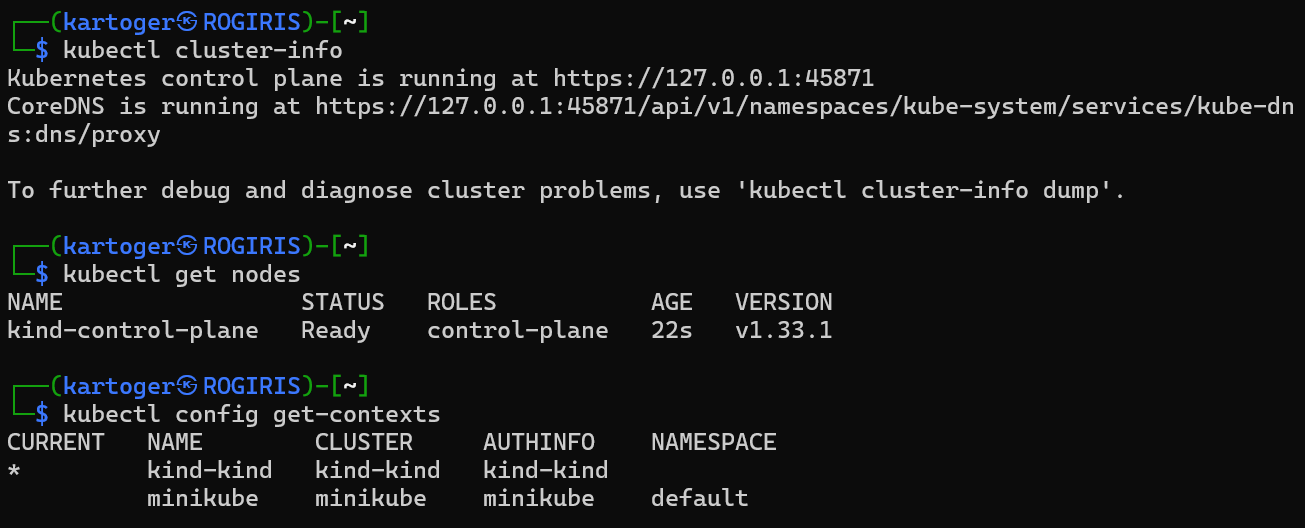 ┌──(kartoger㉿ROGIRIS)-[~]
└─$ kubectl cluster-info
Kubernetes control plane is running at https://127.0.0.1:45871
CoreDNS is running at https://127.0.0.1:45871/api/v1/namespaces/kube-system/services/kube-dn
s:dns/proxy
To further debug and diagnose cluster problems, use 'kubectl cluster-info dump'.
┌──(kartoger㉿ROGIRIS)-[~]
└─$ kubectl get nodes
NAME                 STATUS   ROLES           AGE   VERSION
kind-control-plane   Ready    control-plane   22s   v1.33.1
┌──(kartoger㉿ROGIRIS)-[~]
└─$ kubectl config get-contexts
CURRENT   NAME        CLUSTER     AUTHINFO    NAMESPACE
*         kind-kind   kind-kind   kind-kind
          minikube    minikube    minikube    default